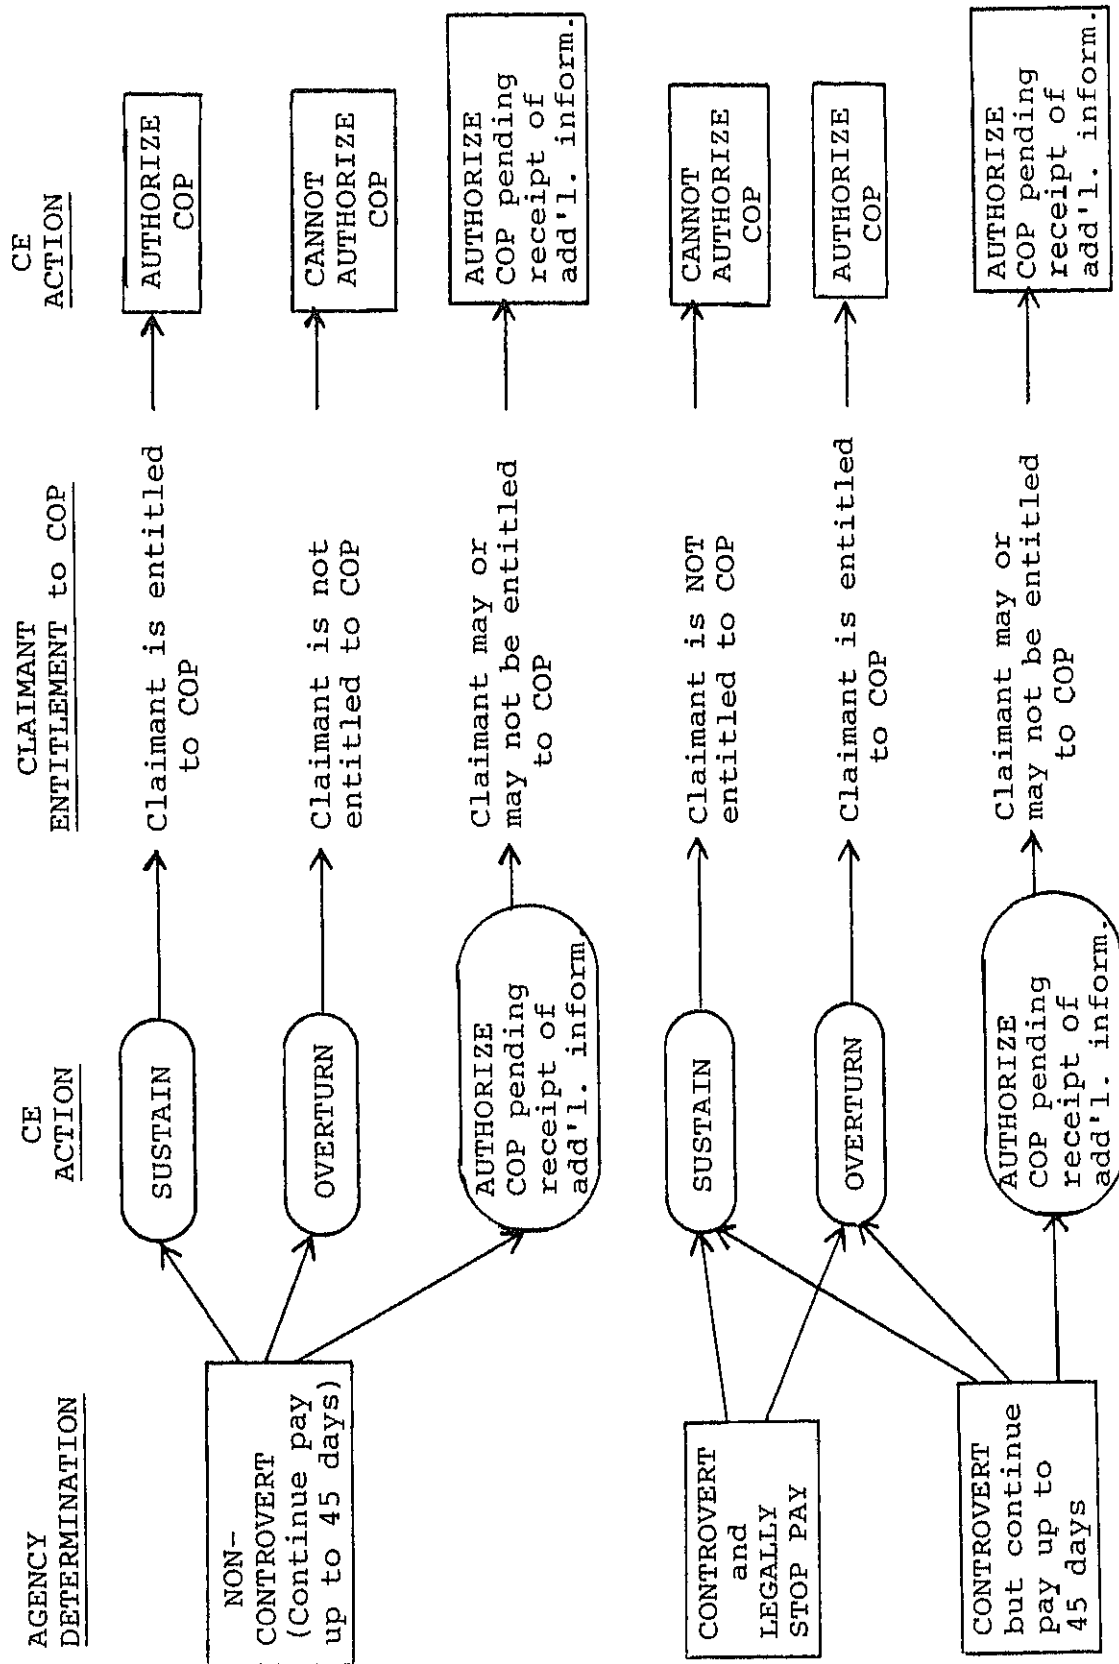 AGENCY
DETERMINATION
CE
ACTION
CLAIMANT
ENTITLEMENT to COP
CE
ACTION
NON-
CONTROVERT
(Continue pay
up to 45 days)
SUSTAIN
Claimant is entitled
to COP
AUTHORIZE
COP
OVERTURN
Claimant is not
entitled to COP
CANNOT
AUTHORIZE
COP
AUTHORIZE
COP pending
receipt of
add'l. inform.
Claimant may or
may not be entitled
to COP
AUTHORIZE
COP pending
receipt of
add'l. inform.
CONTROVERT
and
LEGALLY
STOP PAY
SUSTAIN
Claimant is NOT
entitled to COP
CANNOT
AUTHORIZE
COP
OVERTURN
Claimant is entitled
to COP
AUTHORIZE
COP
CONTROVERT
but continue
pay up to
45 days
AUTHORIZE
COP pending
receipt of
add'l. inform.
Claimant may or
may not be entitled
to COP
AUTHORIZE
COP pending
receipt of
add'l. inform.